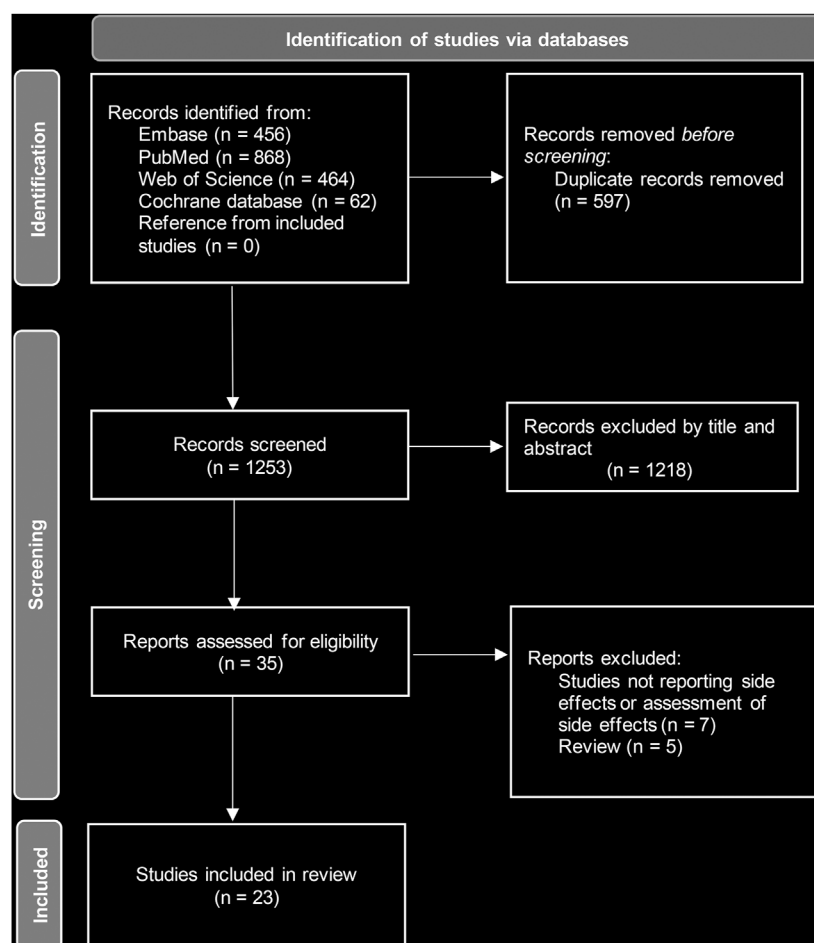 Identification of studies via databases
Identification
Records identified from:
Embase (n = 456)
PubMed (n = 868)
Web of Science (n = 464)
Cochrane database (n = 62)
Reference from included
studies (n = 0)
Records removed before
screening:
Duplicate records removed
(n = 597)
Screening
Records screened
(n = 1253)
Records excluded by title and
abstract
(n = 1218)
Reports assessed for eligibility
(n = 35)
Reports excluded:
Studies not reporting side
effects or assessment of
side effects (n = 7)
Review (n = 5)
Included
Studies included in review
(n = 23)